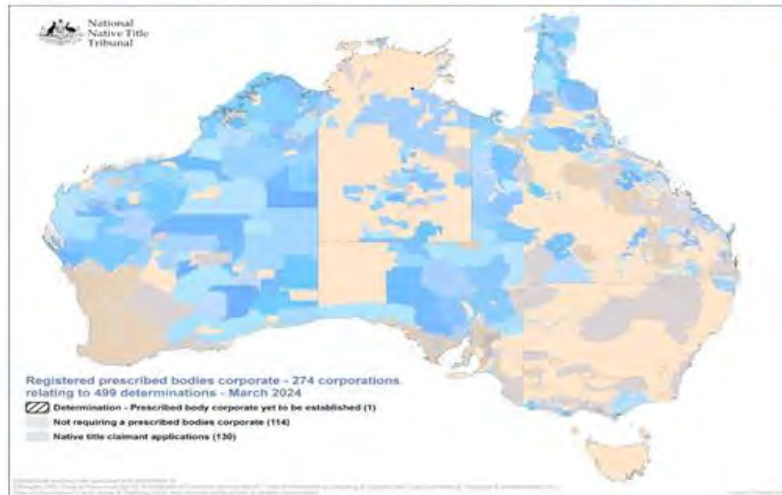 National
Native Title
Tribunal
Registered prescribed bodies corporate - 274 corporations
relating to 499 determinations - March 2024
Determination - Prescribed body corporate yet to be established (1)
Not requiring a prescribed bodies corporate (114)
Native title claimant applications (130)